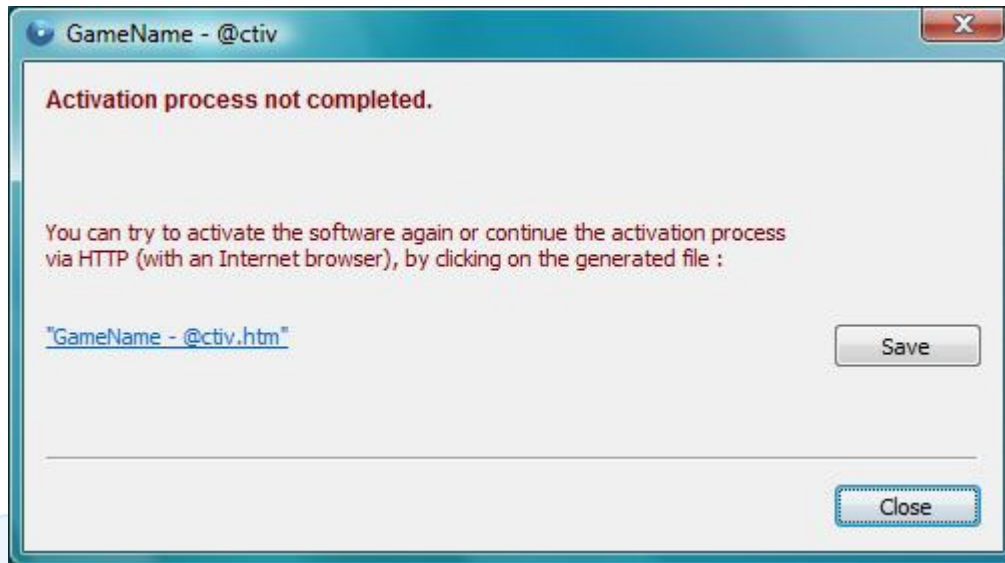 GameName - @ctiv
Activation process not completed.
You can try to activate the software again or continue the activation process
via HTTP (with an Internet browser), by clicking on the generated file :
"GameName - @ctiv.htm"
Save
Close